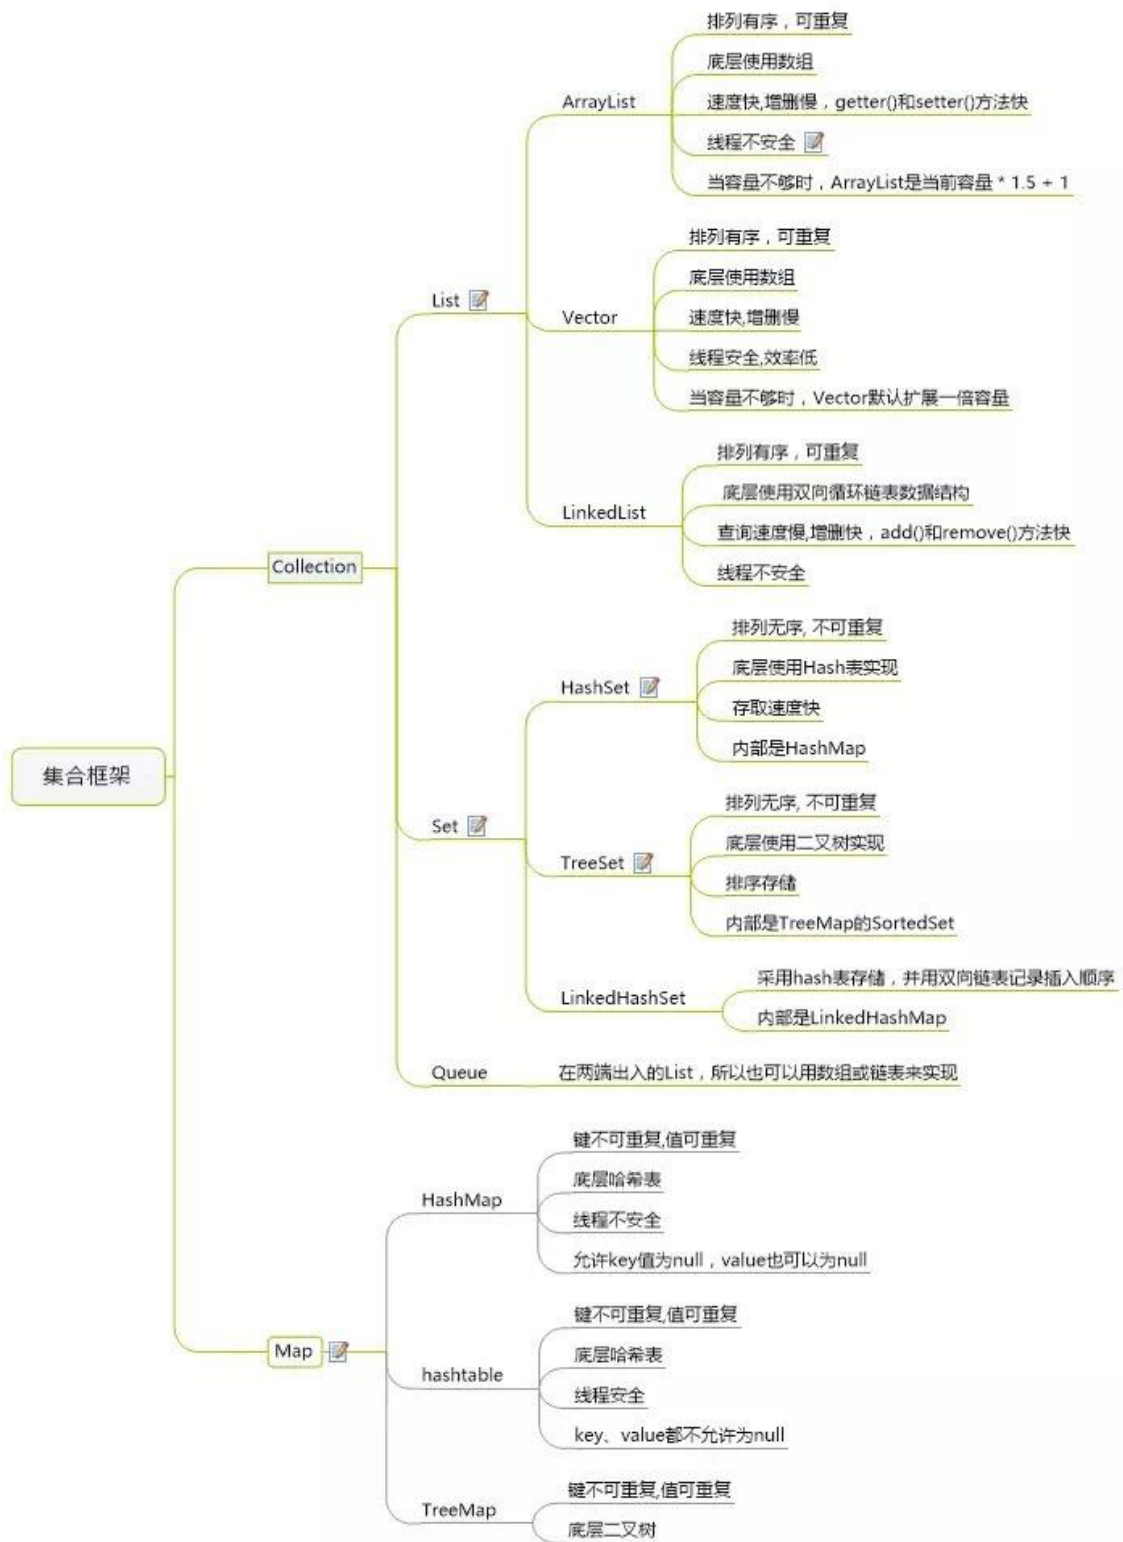 集合框架
Collection
List
ArrayList
排列有序，可重复
底层使用数组
速度快,增删慢，getter()和setter()方法快
线程不安全
当容量不够时，ArrayList是当前容量 * 1.5 + 1
Vector
排列有序，可重复
底层使用数组
速度快,增删慢
线程安全,效率低
当容量不够时，Vector默认扩展一倍容量
LinkedList
排列有序，可重复
底层使用双向循环链表数据结构
查询速度慢,增删快，add()和remove()方法快
线程不安全
Set
HashSet
排列无序, 不可重复
底层使用Hash表实现
存取速度快
内部是HashMap
TreeSet
排列无序, 不可重复
底层使用二叉树实现
排序存储
内部是TreeMap的SortedSet
LinkedHashSet
采用hash表存储，并用双向链表记录插入顺序
内部是LinkedHashMap
Queue
在两端出入的List，所以也可以用数组或链表来实现
Map
HashMap
键不可重复,值可重复
底层哈希表
线程不安全
允许key值为null，value也可以为null
hashtable
键不可重复,值可重复
底层哈希表
线程安全
key、value都不允许为null
TreeMap
键不可重复,值可重复
底层二叉树